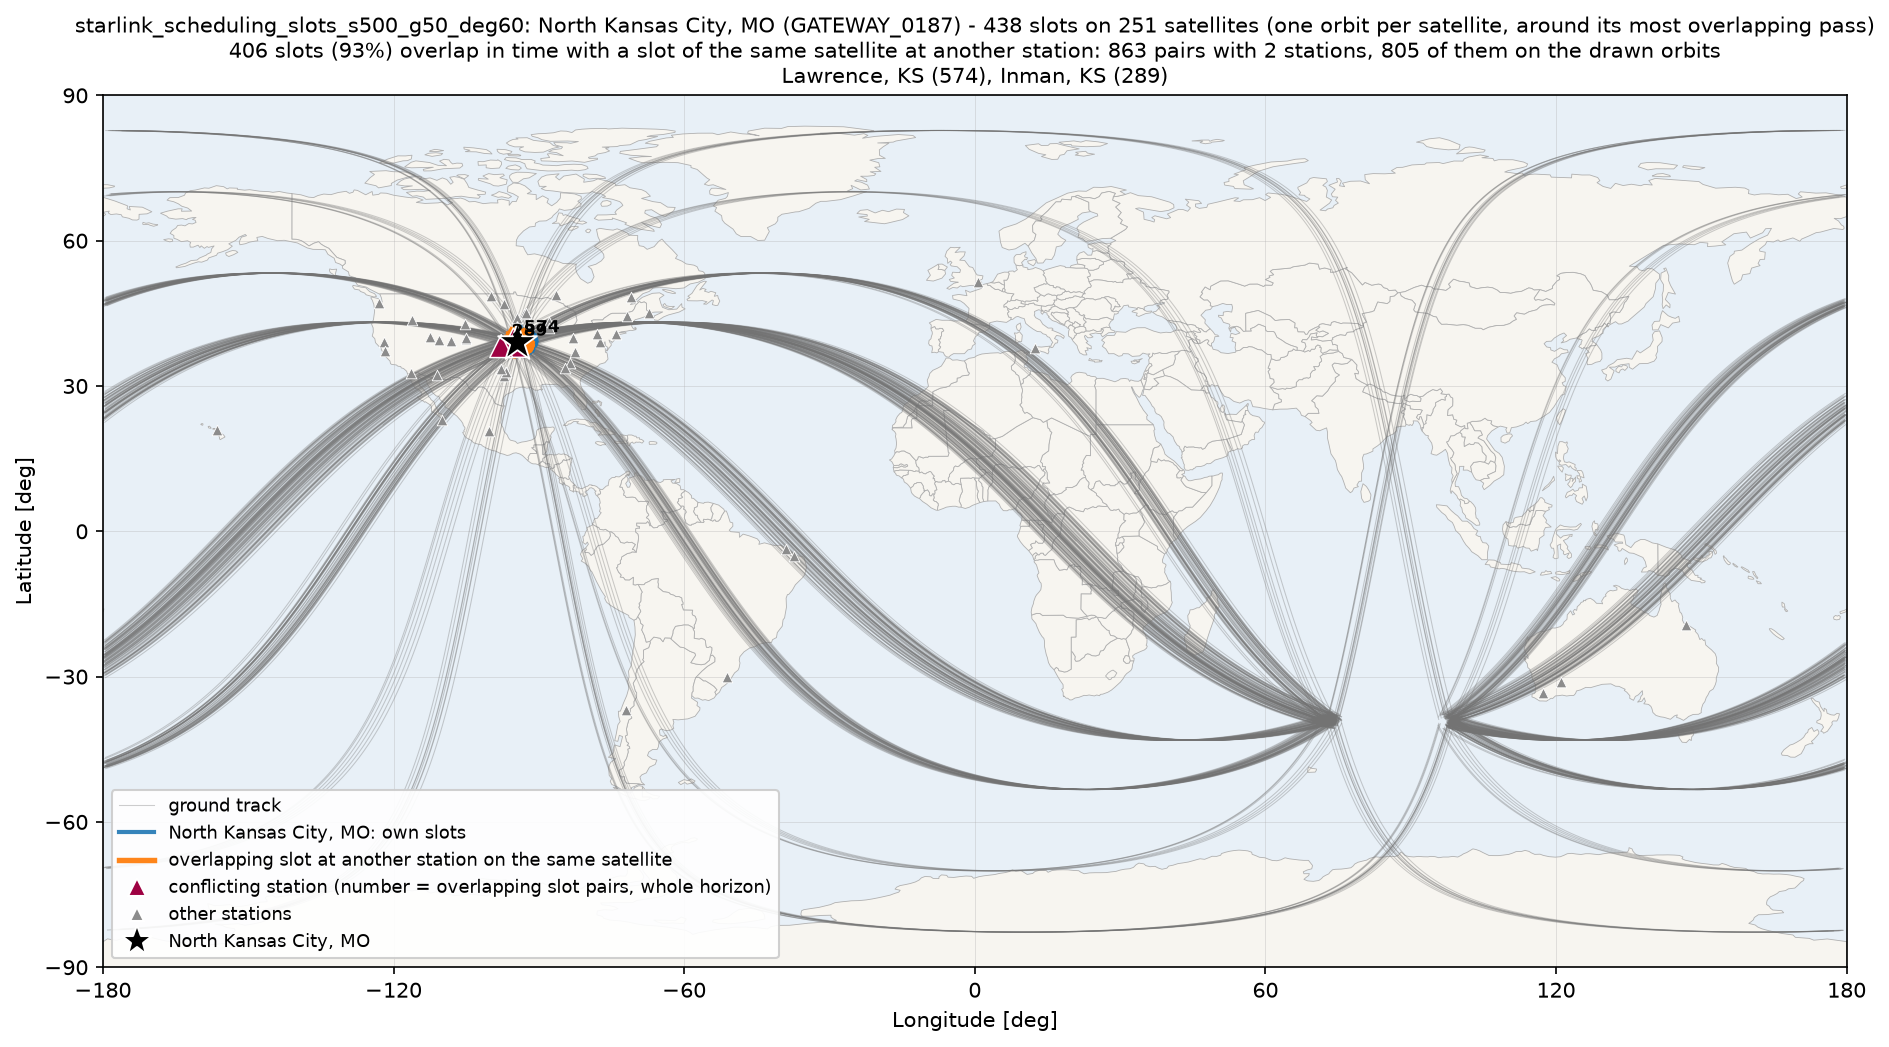 starlink_scheduling_slots_s500_g50_deg60: North Kansas City, MO (GATEWAY_0187) - 438 slots on 251 satellites (one orbit per satellite, around its most overlapping pass)
406 slots (93%) overlap in time with a slot of the same satellite at another station: 863 pairs with 2 stations, 805 of them on the drawn orbits
Lawrence, KS (574), Inman, KS (289)
90
60
30
0
−30
−60
−90
Latitude [deg]
574
ground track
North Kansas City, MO: own slots
overlapping slot at another station on the same satellite
conflicting station (number = overlapping slot pairs, whole horizon)
other stations
North Kansas City, MO
−180
−120
−60
0
60
120
180
Longitude [deg]